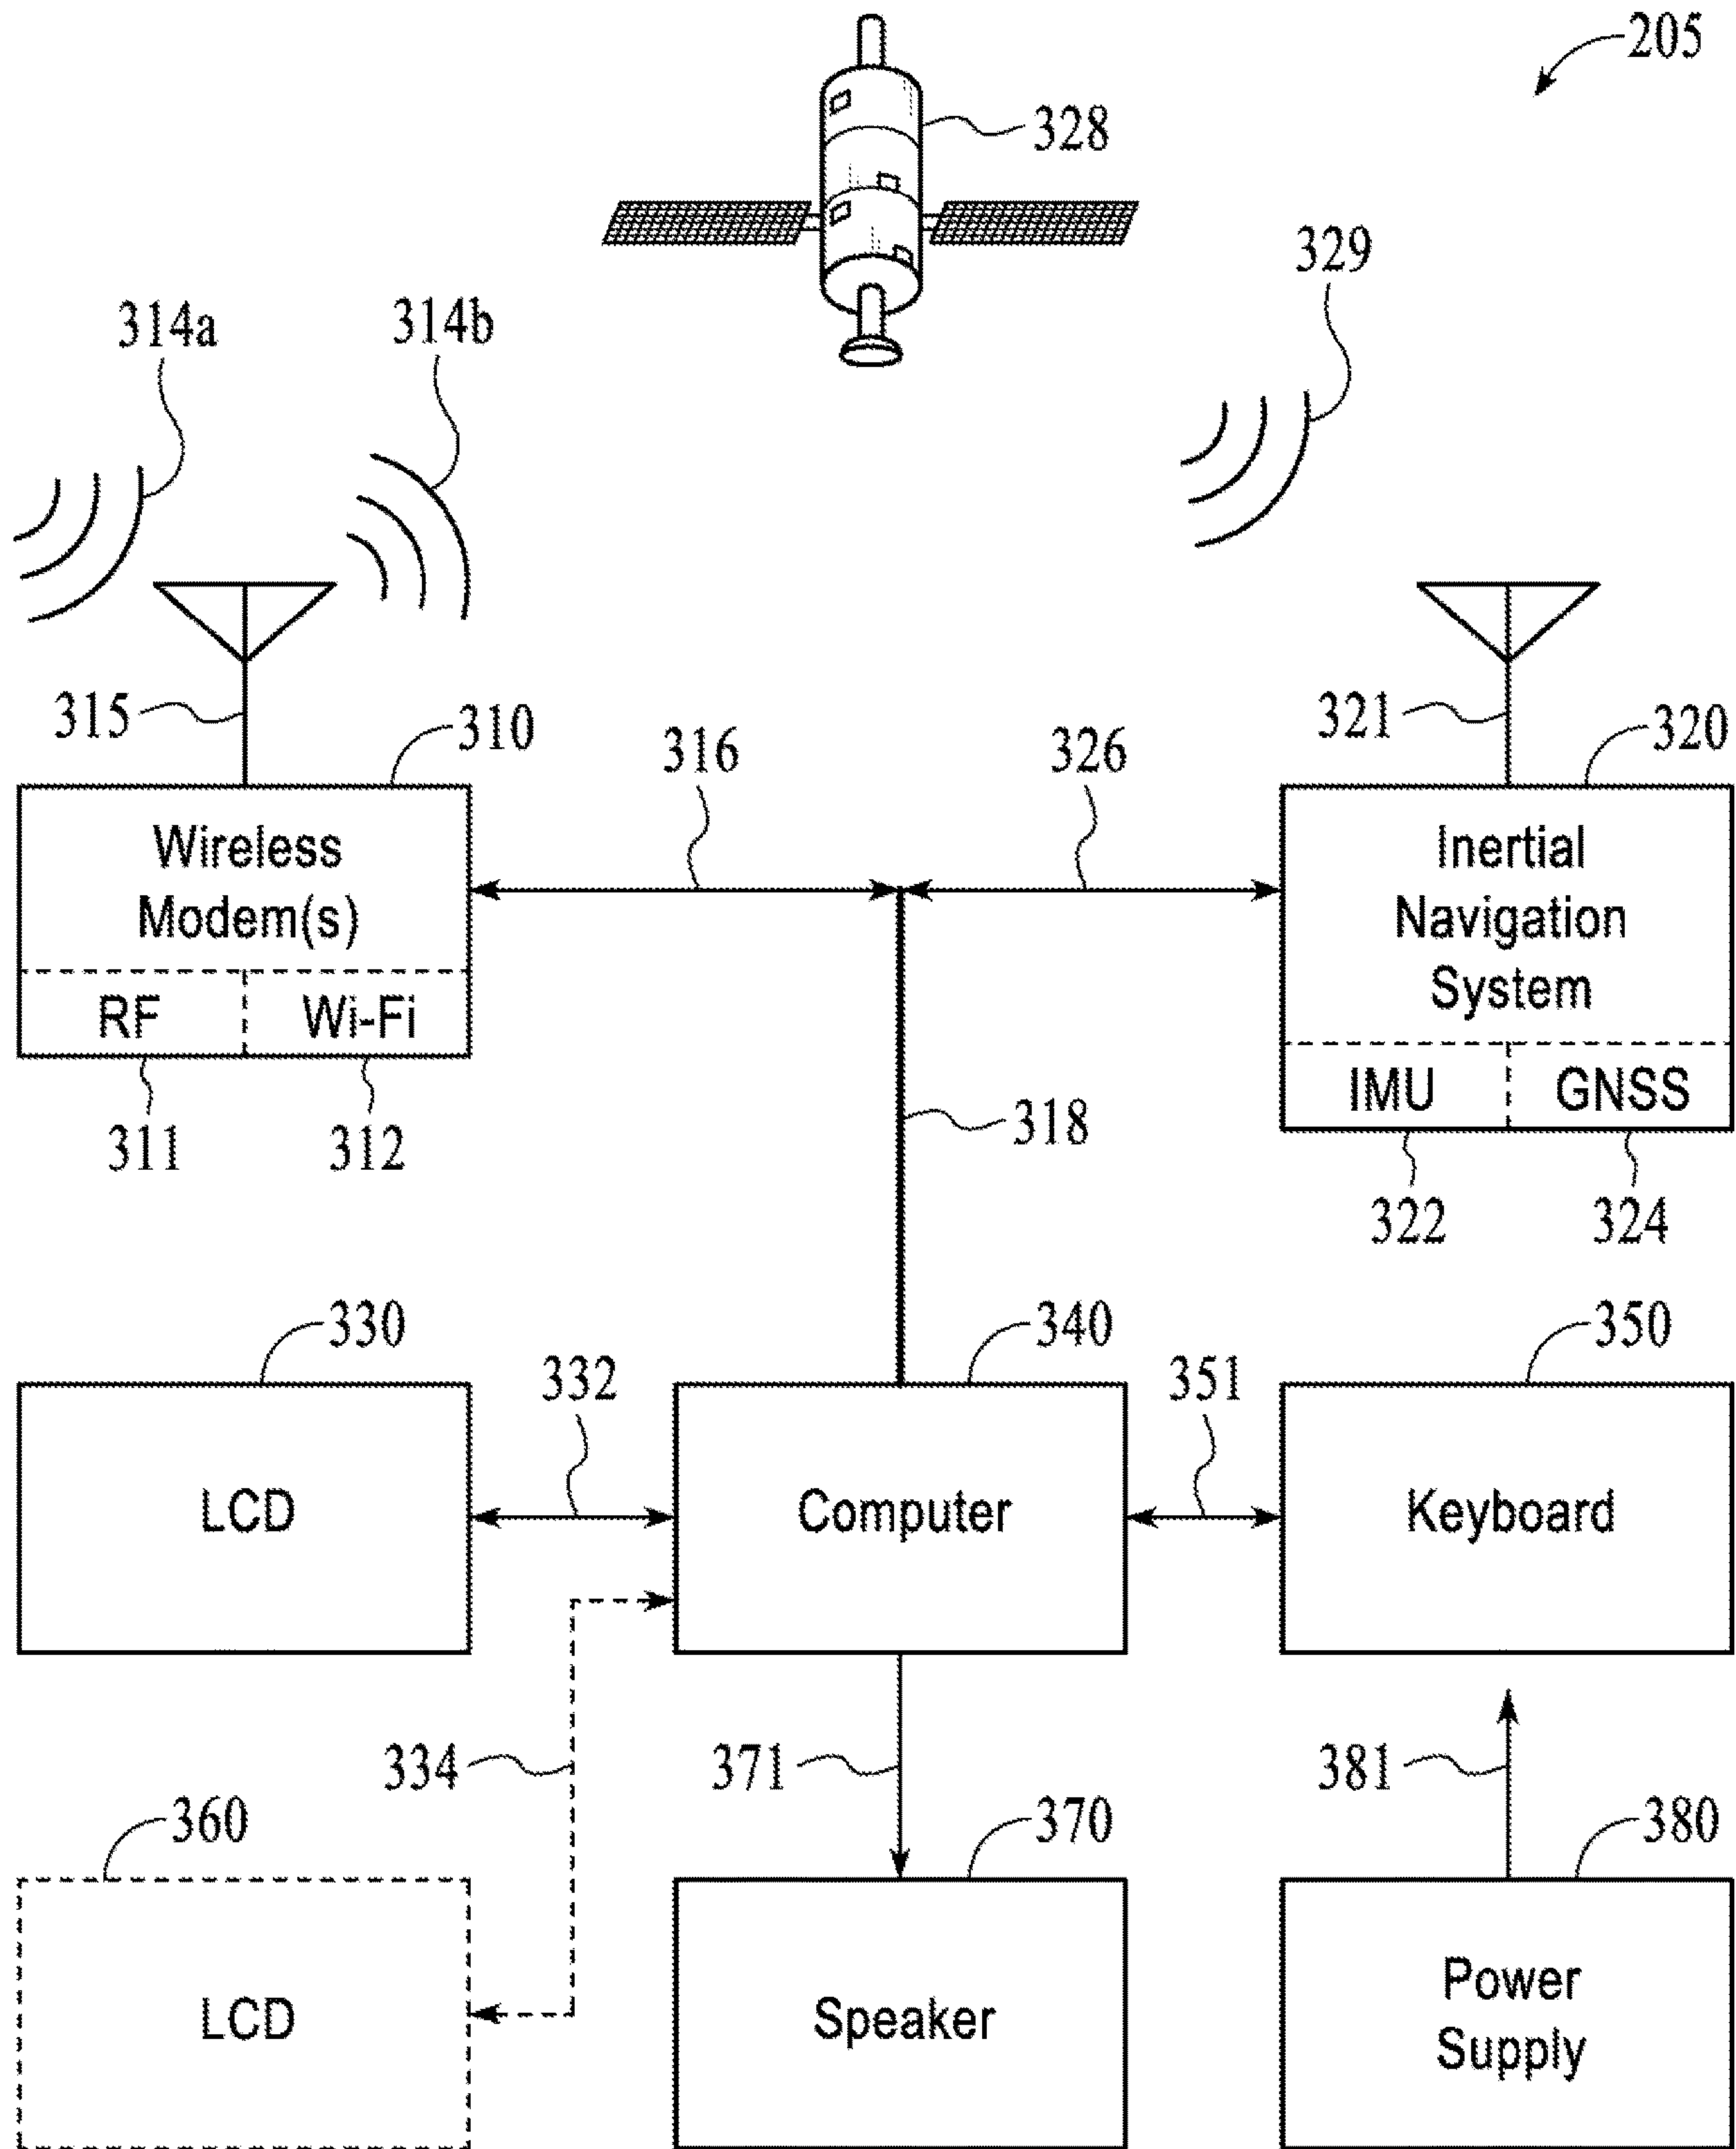 205
328
329
314a
314b
315
310
316
326
321
320
Wireless
Modem(s)
RF
Wi-Fi
311
312
Inertial
Navigation
System
IMU
GNSS
322
324
318
330
332
340
351
350
LCD
Computer
Keyboard
334
371
381
360
370
380
LCD
Speaker
Power
Supply